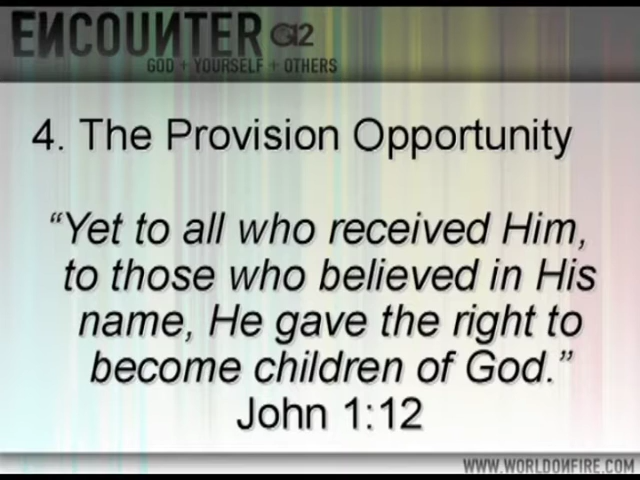 ENCOUNTER
GOD + YOURSELF + OTHERS
4. The Provision Opportunity
“Yet to all who received Him,
to those who believed in His
name, He gave the right to
become children of God.”
John 1:12
WWW.WORLDONFIRE.COM